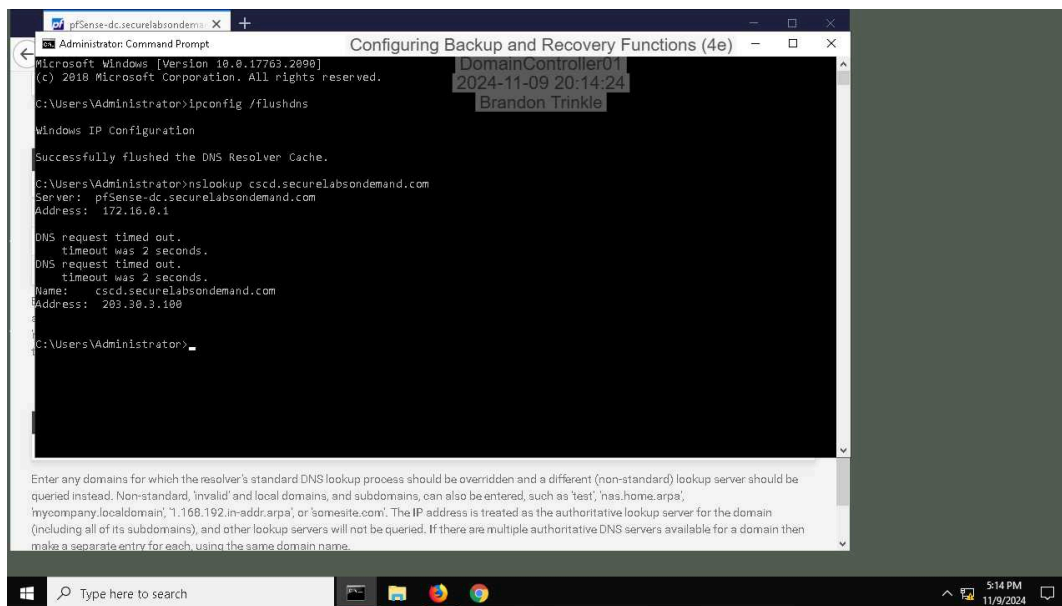 pfSense-dc.securelabsondema
Administrator: Command Prompt
Configuring Backup and Recovery Functions (4e)
DomainController01
2024-11-09 20:14:24
Brandon Trinkle
Microsoft Windows [Version 10.0.17763.2090]
(c) 2018 Microsoft Corporation. All rights reserved.
C:\Users\Administrator>ipconfig /flushdns
Windows IP Configuration
Successfully flushed the DNS Resolver Cache.
C:\Users\Administrator>nslookup cscd.securelabsondemand.com
Server:  pfSense-dc.securelabsondemand.com
Address:  172.16.0.1
DNS request timed out.
    timeout was 2 seconds.
DNS request timed out.
    timeout was 2 seconds.
Name:    cscd.securelabsondemand.com
Address:  203.30.3.100
C:\Users\Administrator>
Enter any domains for which the resolver's standard DNS lookup process should be overridden and a different (non-standard) lookup server should be
queried instead. Non-standard, 'invalid' and local domains, and subdomains, can also be entered, such as 'test', 'nas.home.arpa',
'mycompany.localdomain', '1.168.192.in-addr.arpa', or 'somesite.com'. The IP address is treated as the authoritative lookup server for the domain
(including all of its subdomains), and other lookup servers will not be queried. If there are multiple authoritative DNS servers available for a domain then
make a separate entry for each, using the same domain name.
Type here to search
5:14 PM
11/9/2024